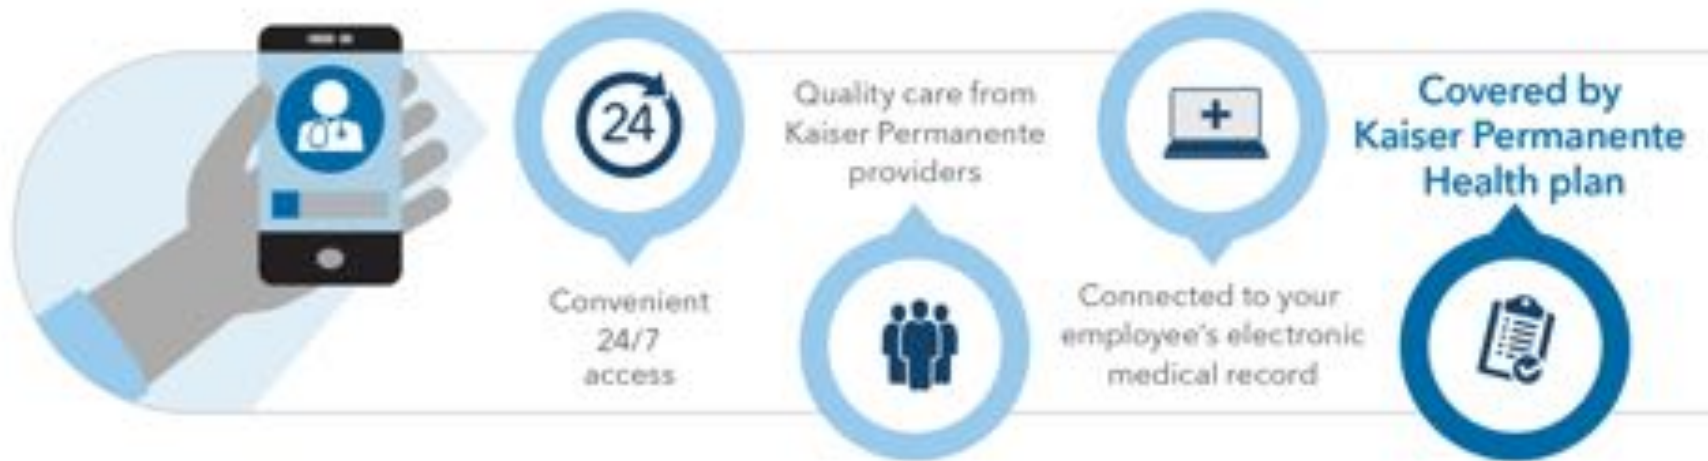 24
Convenient
24/7
access
Quality care from
Kaiser Permanente
providers
Connected to your
employee's electronic
medical record
Covered by
Kaiser Permanente
Health plan